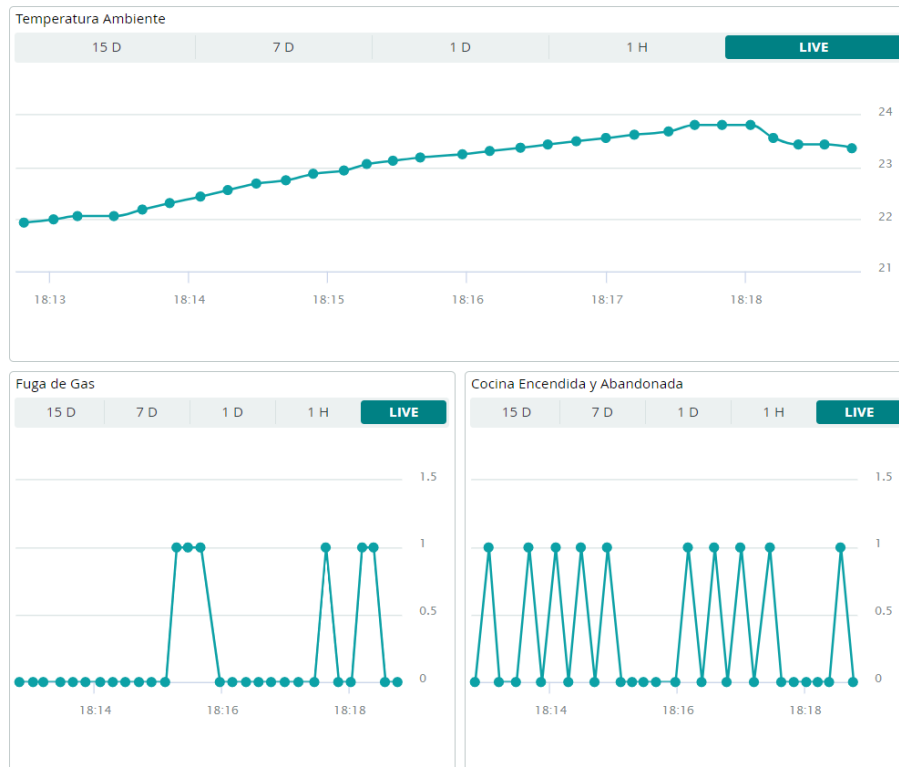 Temperatura Ambiente
15 D 7 D 1 D 1 H LIVE
24
23
22
21
18:13 18:14 18:15 18:16 18:17 18:18
Fuga de Gas
15 D 7 D 1 D 1 H LIVE
1.5
1
0.5
0
18:14 18:16 18:18
Cocina Encendida y Abandonada
15 D 7 D 1 D 1 H LIVE
1.5
1
0.5
0
18:14 18:16 18:18